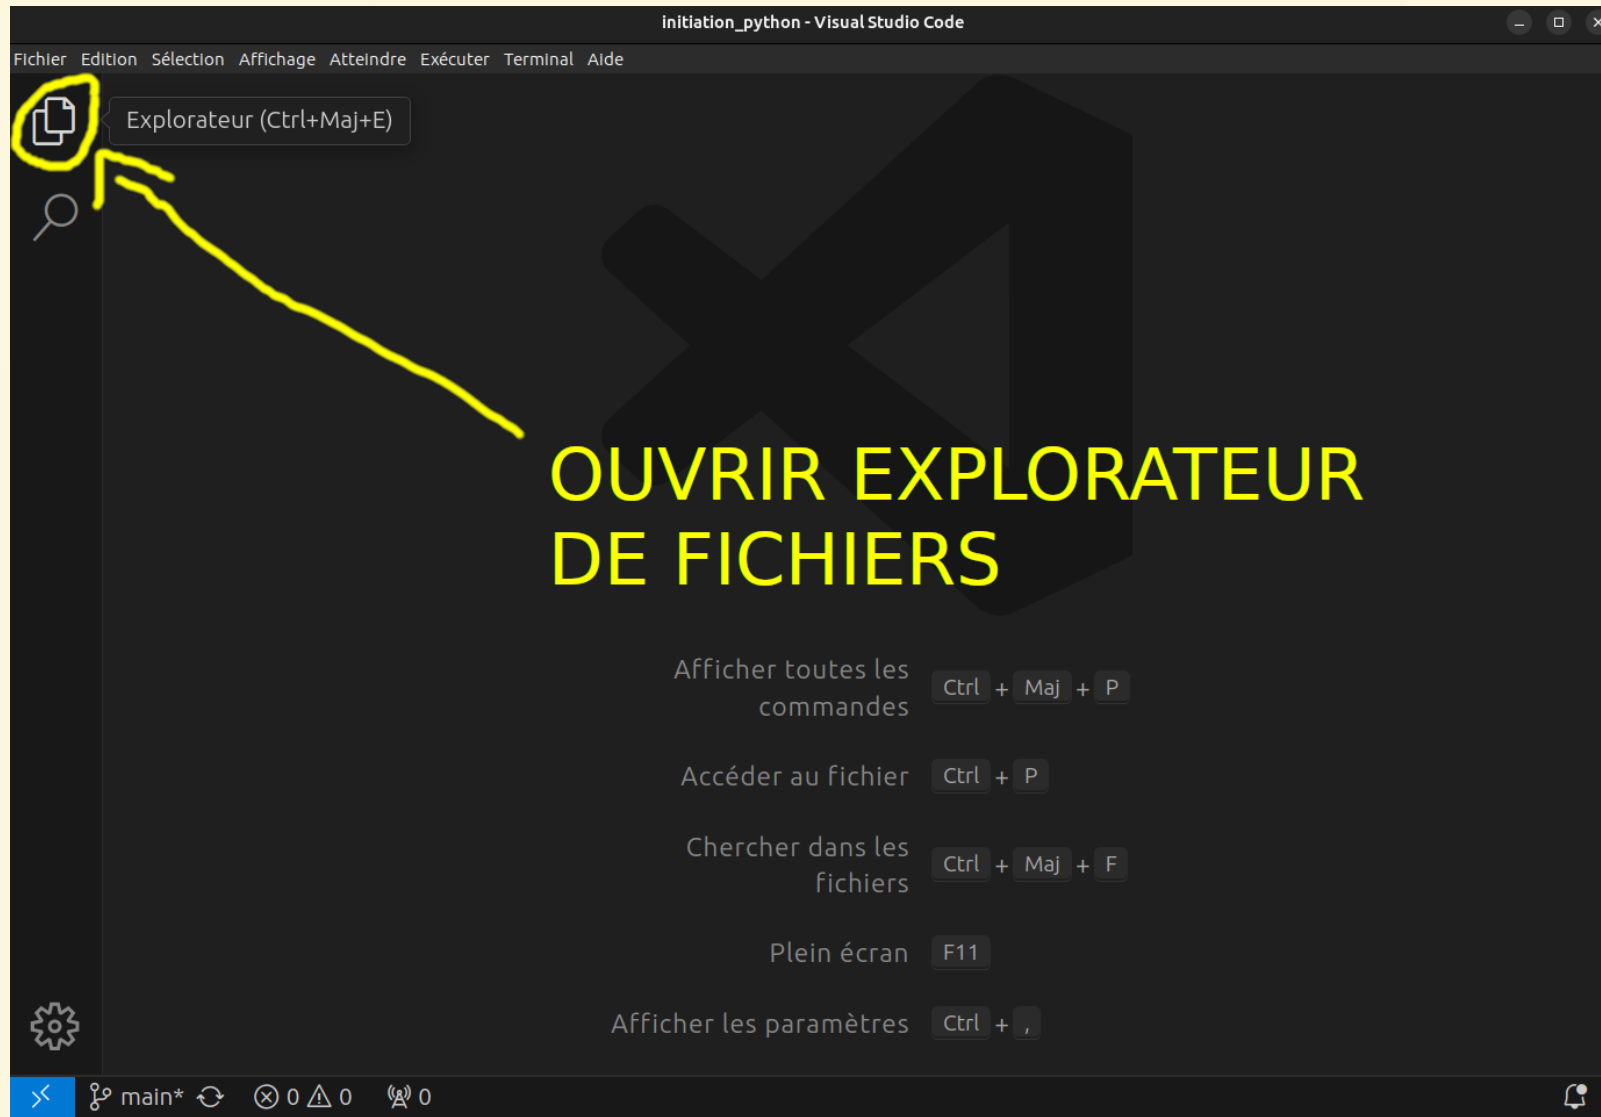 initiation_python - Visual Studio Code
Fichier Edition Sélection Affichage Atteindre Exécuter Terminal Aide
Explorateur (Ctrl+Maj+E)
OUVRIR EXPLORATEUR
DE FICHIERS
Afficher toutes les
commandes Ctrl + Maj + P
Accéder au fichier Ctrl + P
Chercher dans les
fichiers Ctrl + Maj + F
Plein écran F11
Afficher les paramètres Ctrl + ,
main* 0 0 0